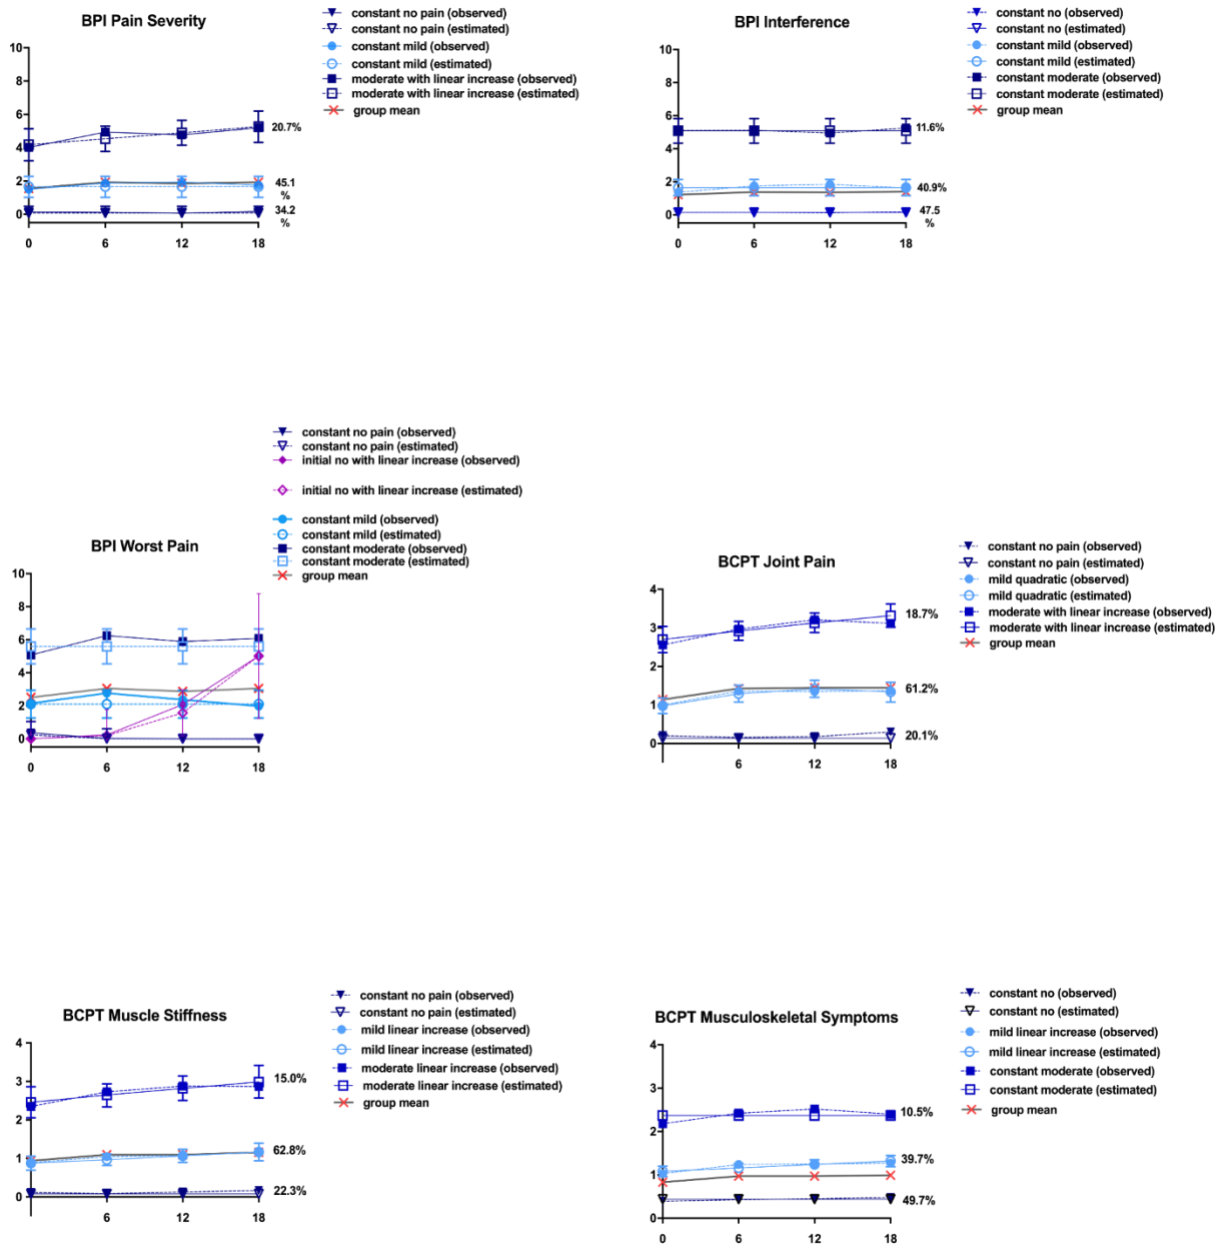 BPI Pain Severity
constant no pain (observed)
constant no pain (estimated)
constant mild (observed)
constant mild (estimated)
moderate with linear increase (observed)
moderate with linear increase (estimated)
group mean
10
8
6
4
2
0
20.7%
45.1
%
34.2
%
0 6 12 18
BPI Interference
constant no (observed)
constant no (estimated)
constant mild (observed)
constant mild (estimated)
constant moderate (observed)
constant moderate (estimated)
group mean
10
8
6
4
2
0
11.6%
40.9%
47.5
%
0 6 12 18
BPI Worst Pain
constant no pain (observed)
constant no pain (estimated)
initial no with linear increase (observed)
initial no with linear increase (estimated)
constant mild (observed)
constant mild (estimated)
constant moderate (observed)
constant moderate (estimated)
group mean
10
8
6
4
2
0
0 6 12 18
BCPT Joint Pain
constant no pain (observed)
constant no pain (estimated)
mild quadratic (observed)
mild quadratic (estimated)
moderate with linear increase (observed)
moderate with linear increase (estimated)
group mean
4
3
2
1
0
18.7%
61.2%
20.1%
6 12 18
BCPT Muscle Stiffness
constant no pain (observed)
constant no pain (estimated)
mild linear increase (observed)
mild linear increase (estimated)
moderate linear increase (observed)
moderate linear increase (estimated)
group mean
4
3
2
1
0
15.0%
62.8%
22.3%
6 12 18
BCPT Musculoskeletal Symptoms
constant no (observed)
constant no (estimated)
mild linear increase (observed)
mild linear increase (estimated)
constant moderate (observed)
constant moderate (estimated)
group mean
4
3
2
1
0
10.5%
39.7%
49.7%
0 6 12 18